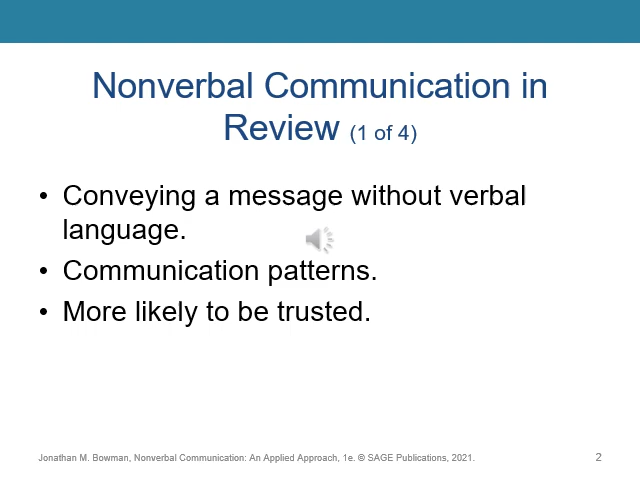 Nonverbal Communication in
Review (1 of 4)
• Conveying a message without verbal
language.
• Communication patterns.
• More likely to be trusted.
Jonathan M. Bowman, Nonverbal Communication: An Applied Approach, 1e. © SAGE Publications, 2021.
2